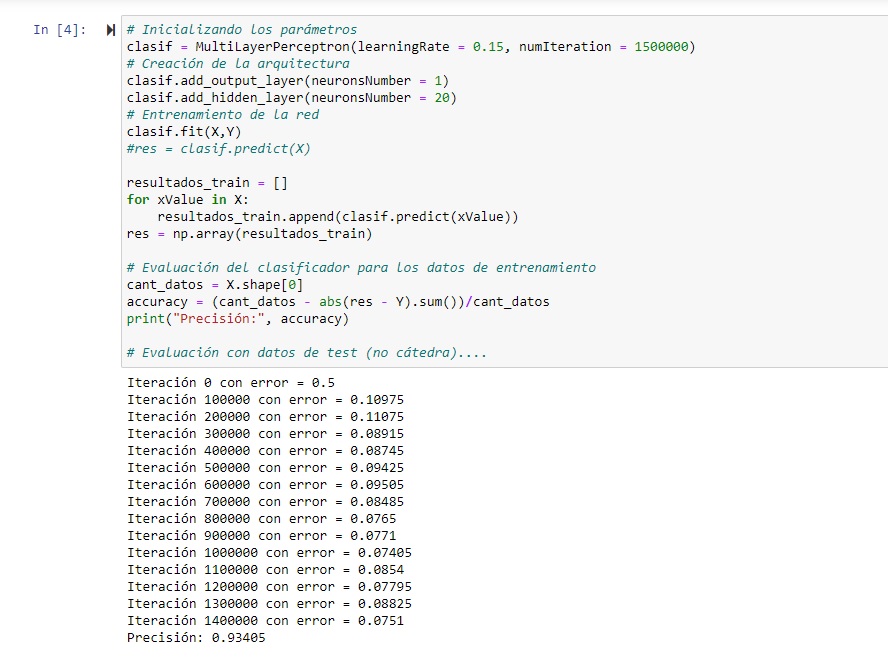 In [4]:
# Inicializando los parámetros
clasif = MultiLayerPerceptron(learningRate = 0.15, numIteration = 1500000)
# Creación de la arquitectura
clasif.add_output_layer(neuronsNumber = 1)
clasif.add_hidden_layer(neuronsNumber = 20)
# Entrenamiento de la red
clasif.fit(X,Y)
#res = clasif.predict(X)

resultados_train = []
for xValue in X:
    resultados_train.append(clasif.predict(xValue))
res = np.array(resultados_train)

# Evaluación del clasificador para los datos de entrenamiento
cant_datos = X.shape[0]
accuracy = (cant_datos - abs(res - Y).sum())/cant_datos
print("Precisión:", accuracy)

# Evaluación con datos de test (no cátedra)....
Iteración 0 con error = 0.5
Iteración 100000 con error = 0.10975
Iteración 200000 con error = 0.11075
Iteración 300000 con error = 0.08915
Iteración 400000 con error = 0.08745
Iteración 500000 con error = 0.09425
Iteración 600000 con error = 0.09505
Iteración 700000 con error = 0.08485
Iteración 800000 con error = 0.0765
Iteración 900000 con error = 0.0771
Iteración 1000000 con error = 0.07405
Iteración 1100000 con error = 0.0854
Iteración 1200000 con error = 0.07795
Iteración 1300000 con error = 0.08825
Iteración 1400000 con error = 0.0751
Precisión: 0.93405